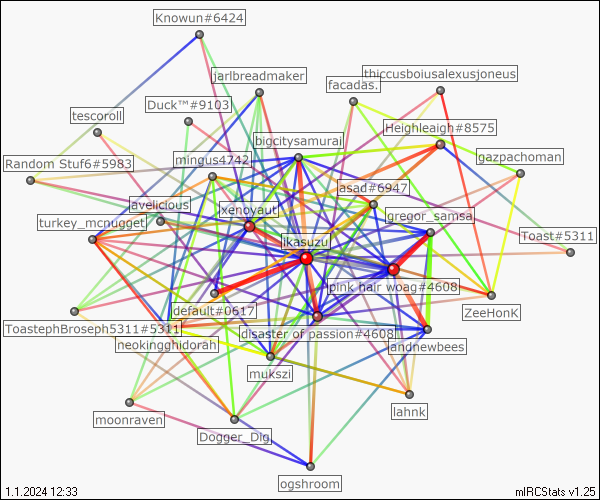 Knowun#6424
thiccusboiusalexusjoneus
jarlbreadmaker
facadas.
Duck™#9103
tescoroll
Heighleaigh#8575
bigcitysamurai
mingus4742
gazpachoman
Random Stuf6#5983
jasad#6947
avelicious
xenoyaut
gregor_samsa.
turkey_mcnugget
Toast#5311
ikasuzu
pink hair woag#4608
default#0617
ZeeHonK
ToastephBroseph5311#5311
disaster of passion#4608
neokingghidorah
andnewbees
mukszi
lahnk
moonraven
Dogger_Dig
ogshroom
1.1.2024 12:33
mIRCStats v1.25